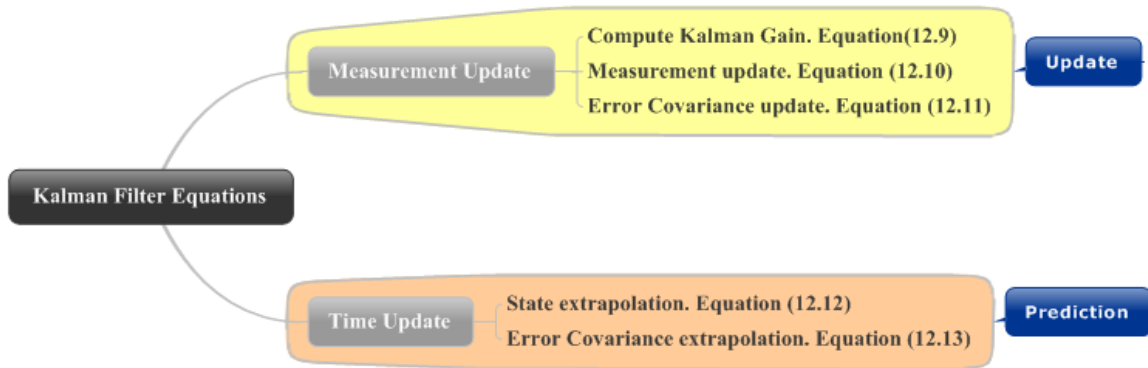 Kalman Filter Equations
Measurement Update
Compute Kalman Gain. Equation(12.9)
Measurement update. Equation (12.10)
Error Covariance update. Equation (12.11)
Update
Time Update
State extrapolation. Equation (12.12)
Error Covariance extrapolation. Equation (12.13)
Prediction